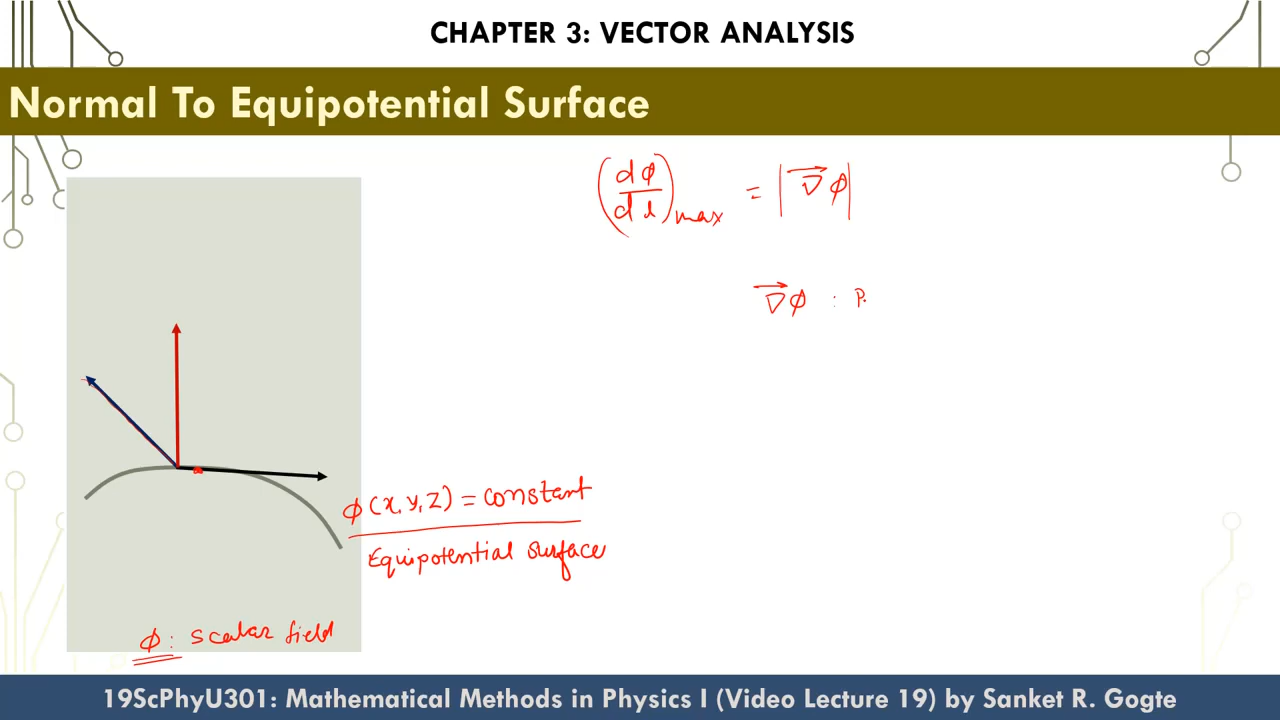 CHAPTER 3: VECTOR ANALYSIS
Normal To Equipotential Surface
(dϕ/dl)max = |∇⃗ϕ|
∇⃗ϕ : P
ϕ(x,y,z) = constant
Equipotential surface
ϕ: scalar field
19ScPhyU301: Mathematical Methods in Physics I (Video Lecture 19) by Sanket R. Gogte